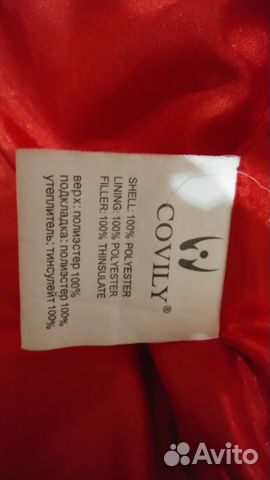 COVILY®
SHELL: 100% POLYESTER
LINING: 100% POLYESTER
FILLER: 100% THINSULATE
верх: полиэстер 100%
подкладка: полиэстер 100%
утеплитель: тинсулейт 100%
Avito